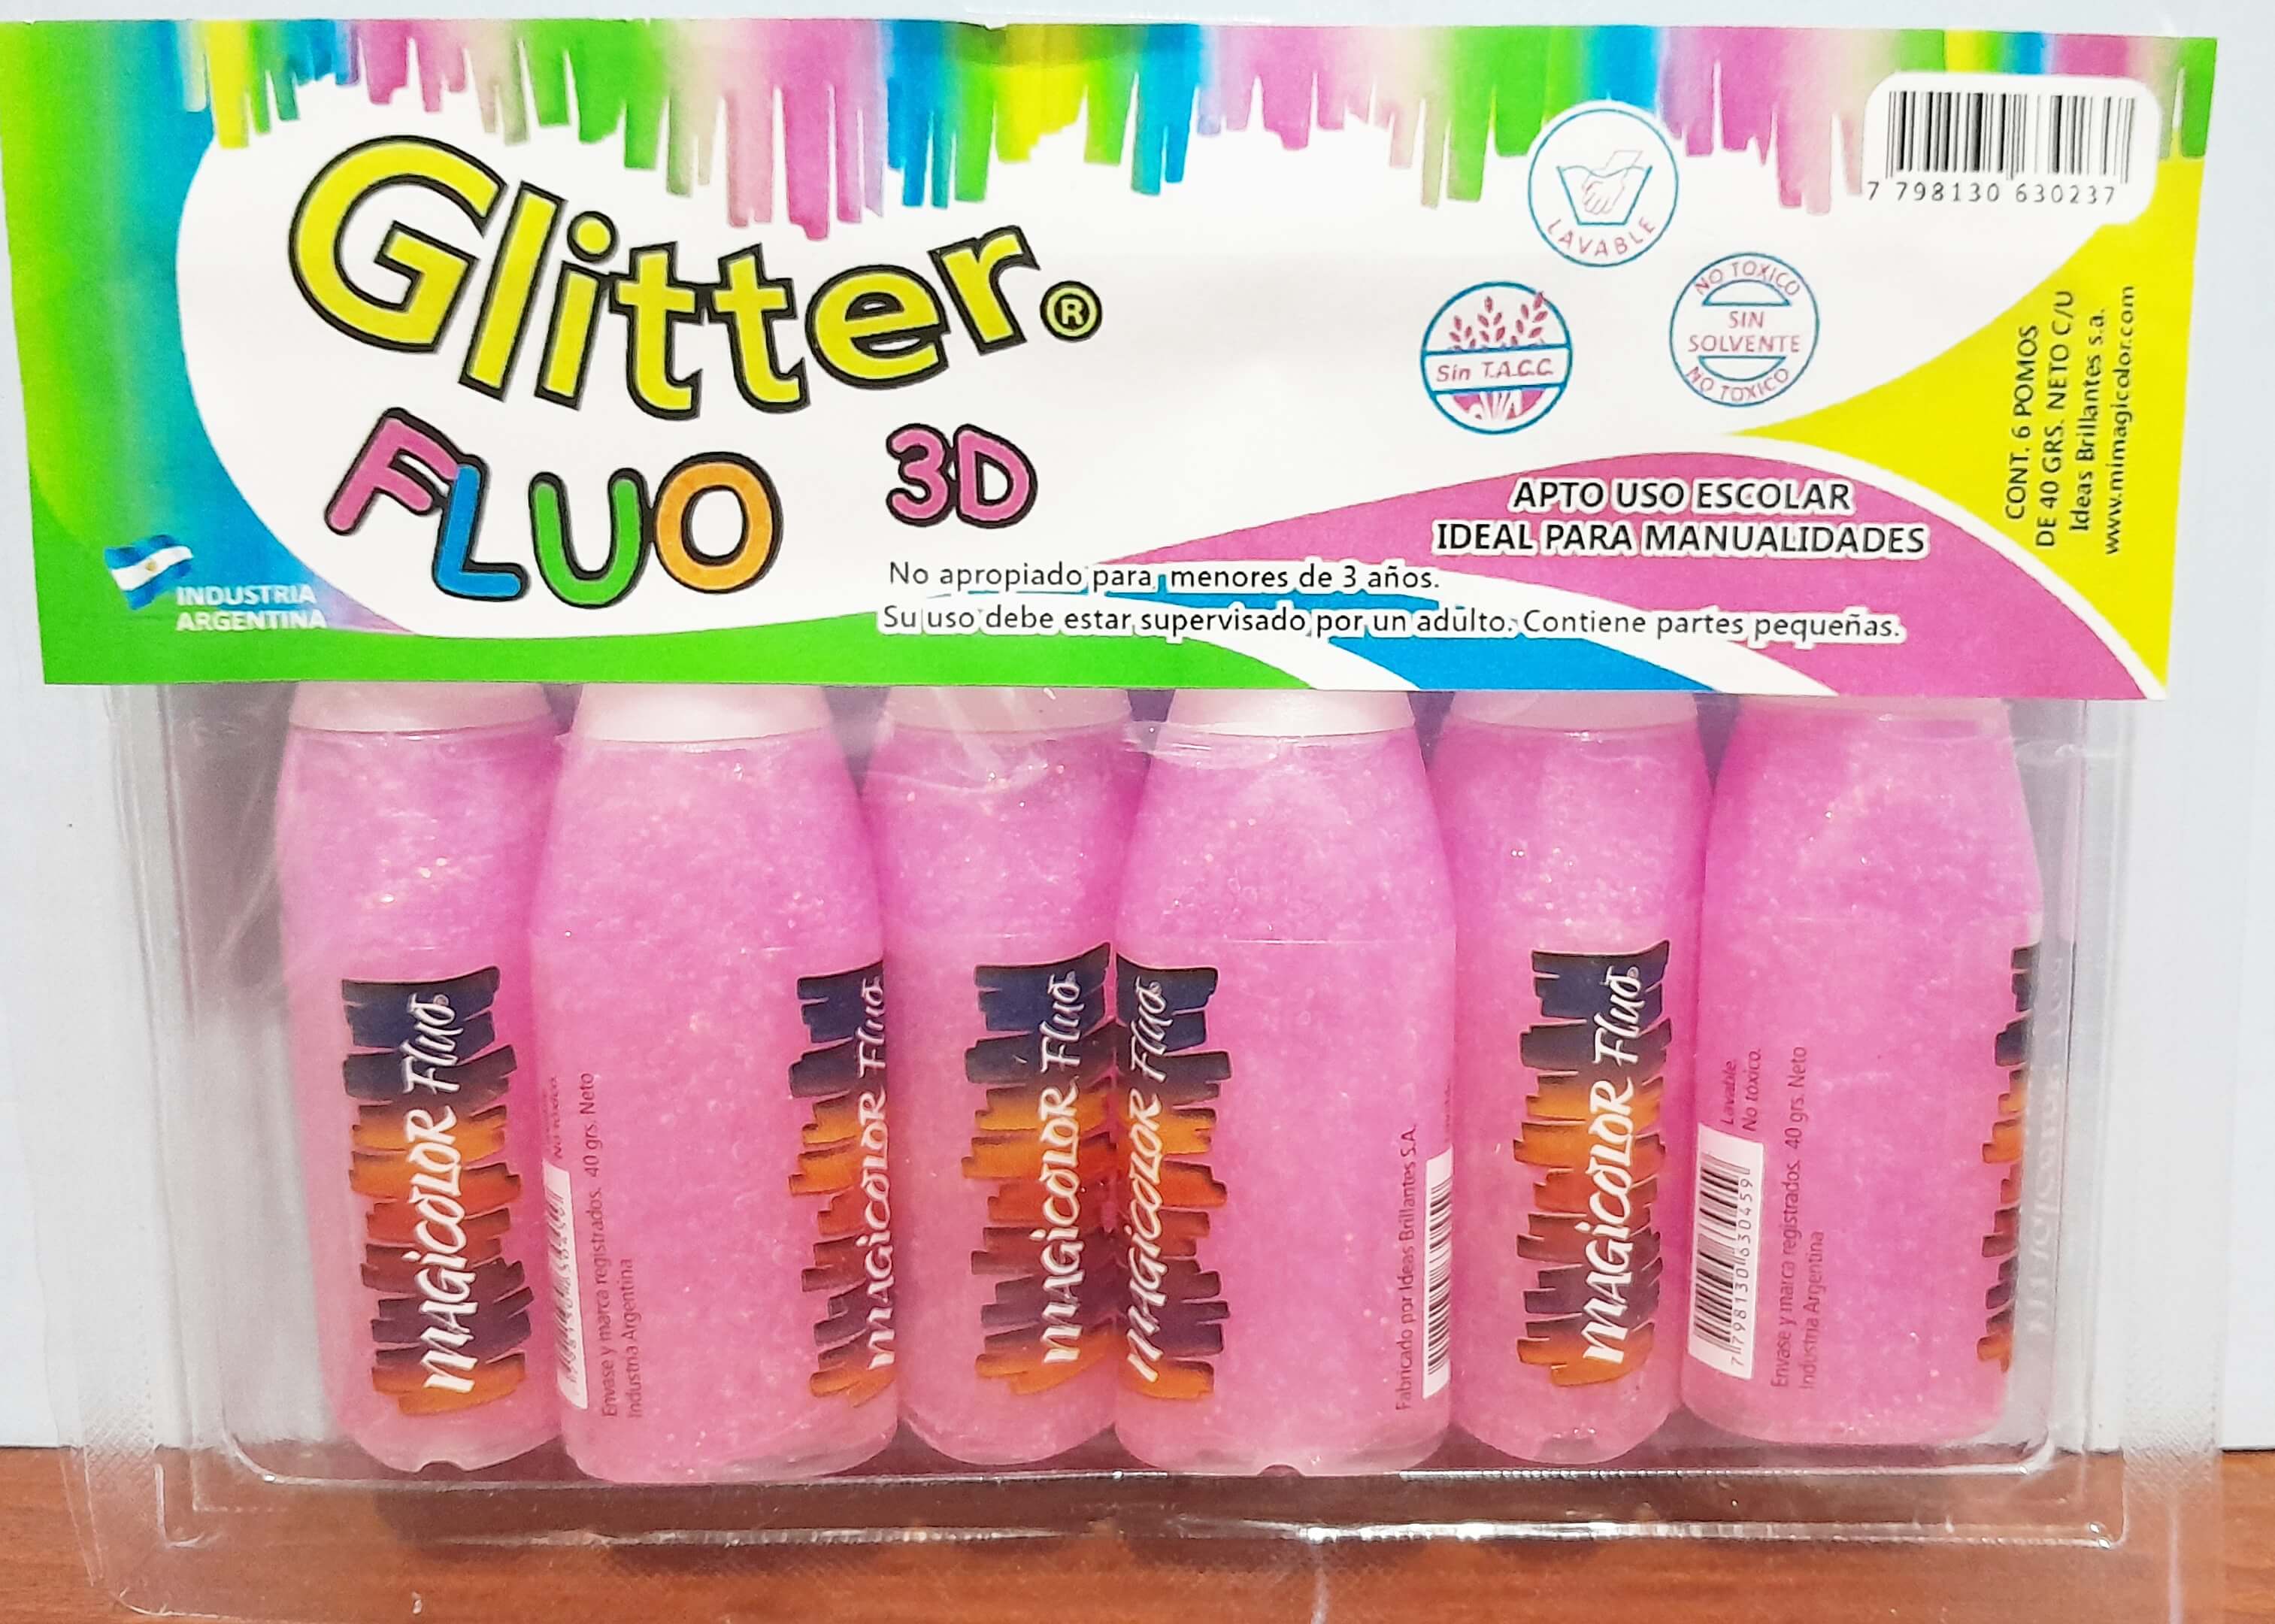 Glitter®
FLUO 3D
INDUSTRIA
ARGENTINA
LAVABLE
Sin T.A.C.C.
NO TOXICO
SIN
SOLVENTE
NO TOXICO
7 798130 630237
CONT. 6 POMOS
DE 40 GRS. NETO C/U
Ideas Brillantes s.a.
www.mimagicolor.com
APTO USO ESCOLAR
IDEAL PARA MANUALIDADES
No apropiado para menores de 3 años.
Su uso debe estar supervisado por un adulto. Contiene partes pequeñas.
MAGICOLOR Fluo
Envase y marca registrados. 40 grs. Neto
Industria Argentina
MAGICOLOR Fluo
MAGICOLOR Fluo
MAGICOLOR Fluo
Fabricado por Ideas Brillantes S.A.
MAGICOLOR Fluo
Lavable
No tóxico.
7 798130 630459
Envase y marca registrados. 40 grs. Neto
Industria Argentina